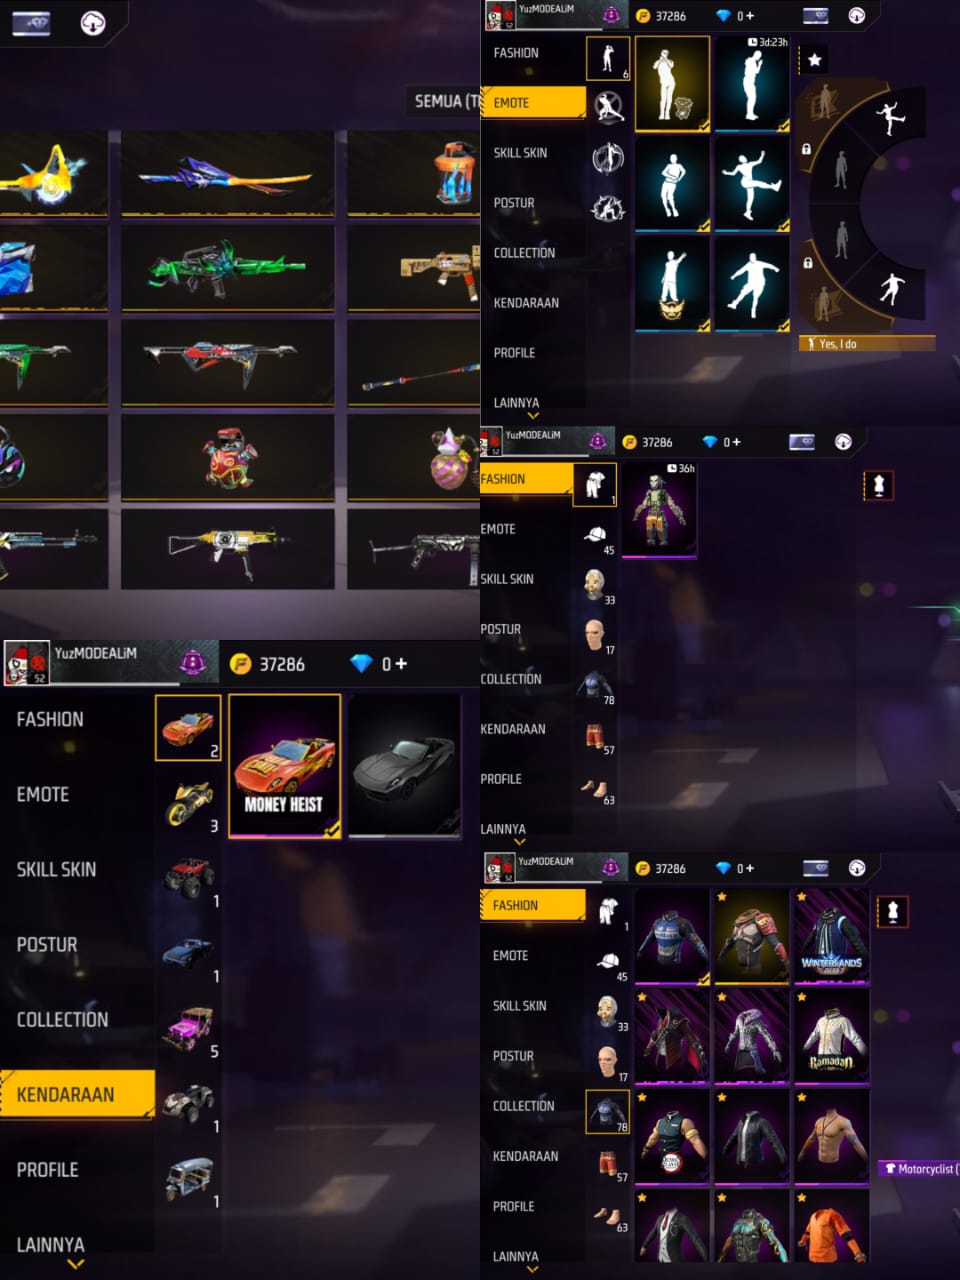 SEMUA (T
YuzMODEALiM
52
37286
0 +
FASHION
EMOTE
SKILL SKIN
POSTUR
COLLECTION
KENDARAAN
PROFILE
LAINNYA
6
3d:23h
Yes, I do
YuzMODEALiM
52
37286
0 +
FASHION
EMOTE
SKILL SKIN
POSTUR
COLLECTION
KENDARAAN
PROFILE
LAINNYA
1
45
33
17
78
57
63
36h
YuzMODEALiM
52
37286
0 +
FASHION
EMOTE
SKILL SKIN
POSTUR
COLLECTION
KENDARAAN
PROFILE
LAINNYA
2
3
1
1
5
1
1
MONEY HEIST
YuzMODEALiM
52
37286
0 +
FASHION
EMOTE
SKILL SKIN
POSTUR
COLLECTION
KENDARAAN
PROFILE
LAINNYA
1
45
33
17
78
57
63
WINTERLANDS
RAMADAN
Motorcyclist (